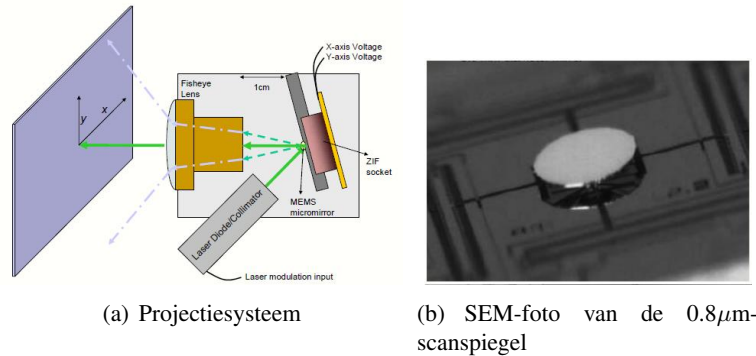 X-axis Voltage
Y-axis Voltage
Fisheye
Lens
1cm
y
x
ZIF
socket
MEMS
micromirror
Laser Diode/Collimator
Laser modulation input
(a) Projectiesysteem
(b) SEM-foto van de 0.8μm-
scanspiegel